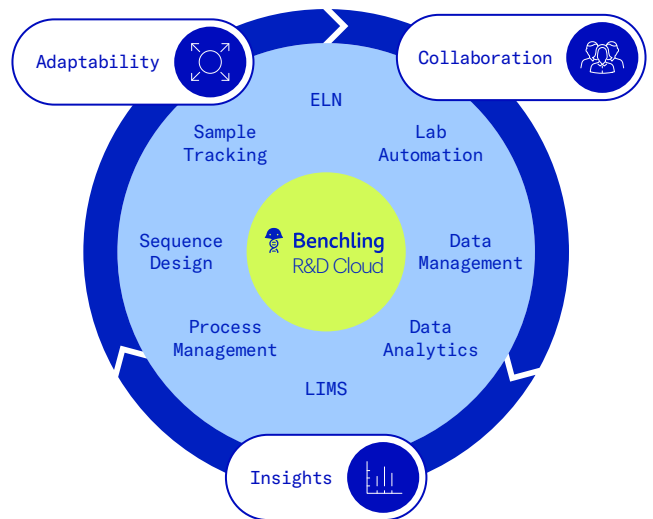 Adaptability
Collaboration
ELN
Sample
Tracking
Lab
Automation
Sequence
Design
Benchling
R&D Cloud
Data
Management
Process
Management
Data
Analytics
LIMS
Insights